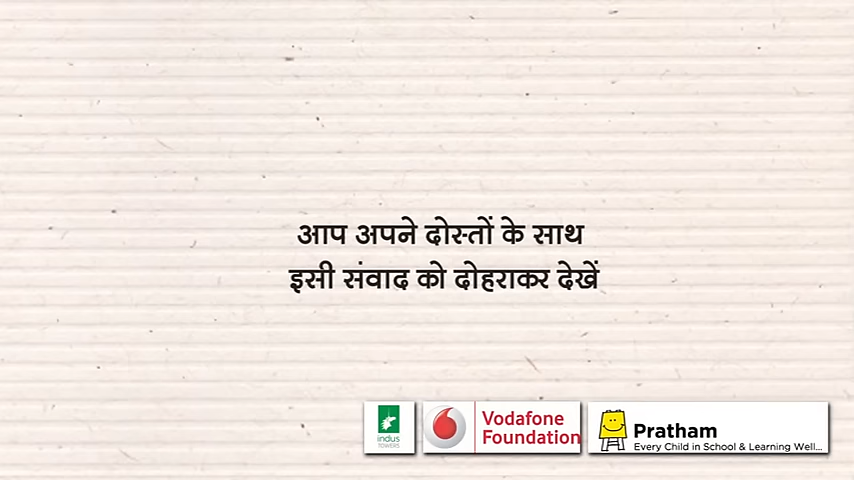 आप अपने दोस्तों के साथ
इसी संवाद को दोहराकर देखें
indus
TOWERS
Vodafone
Foundation
Pratham
Every Child in School & Learning Well...